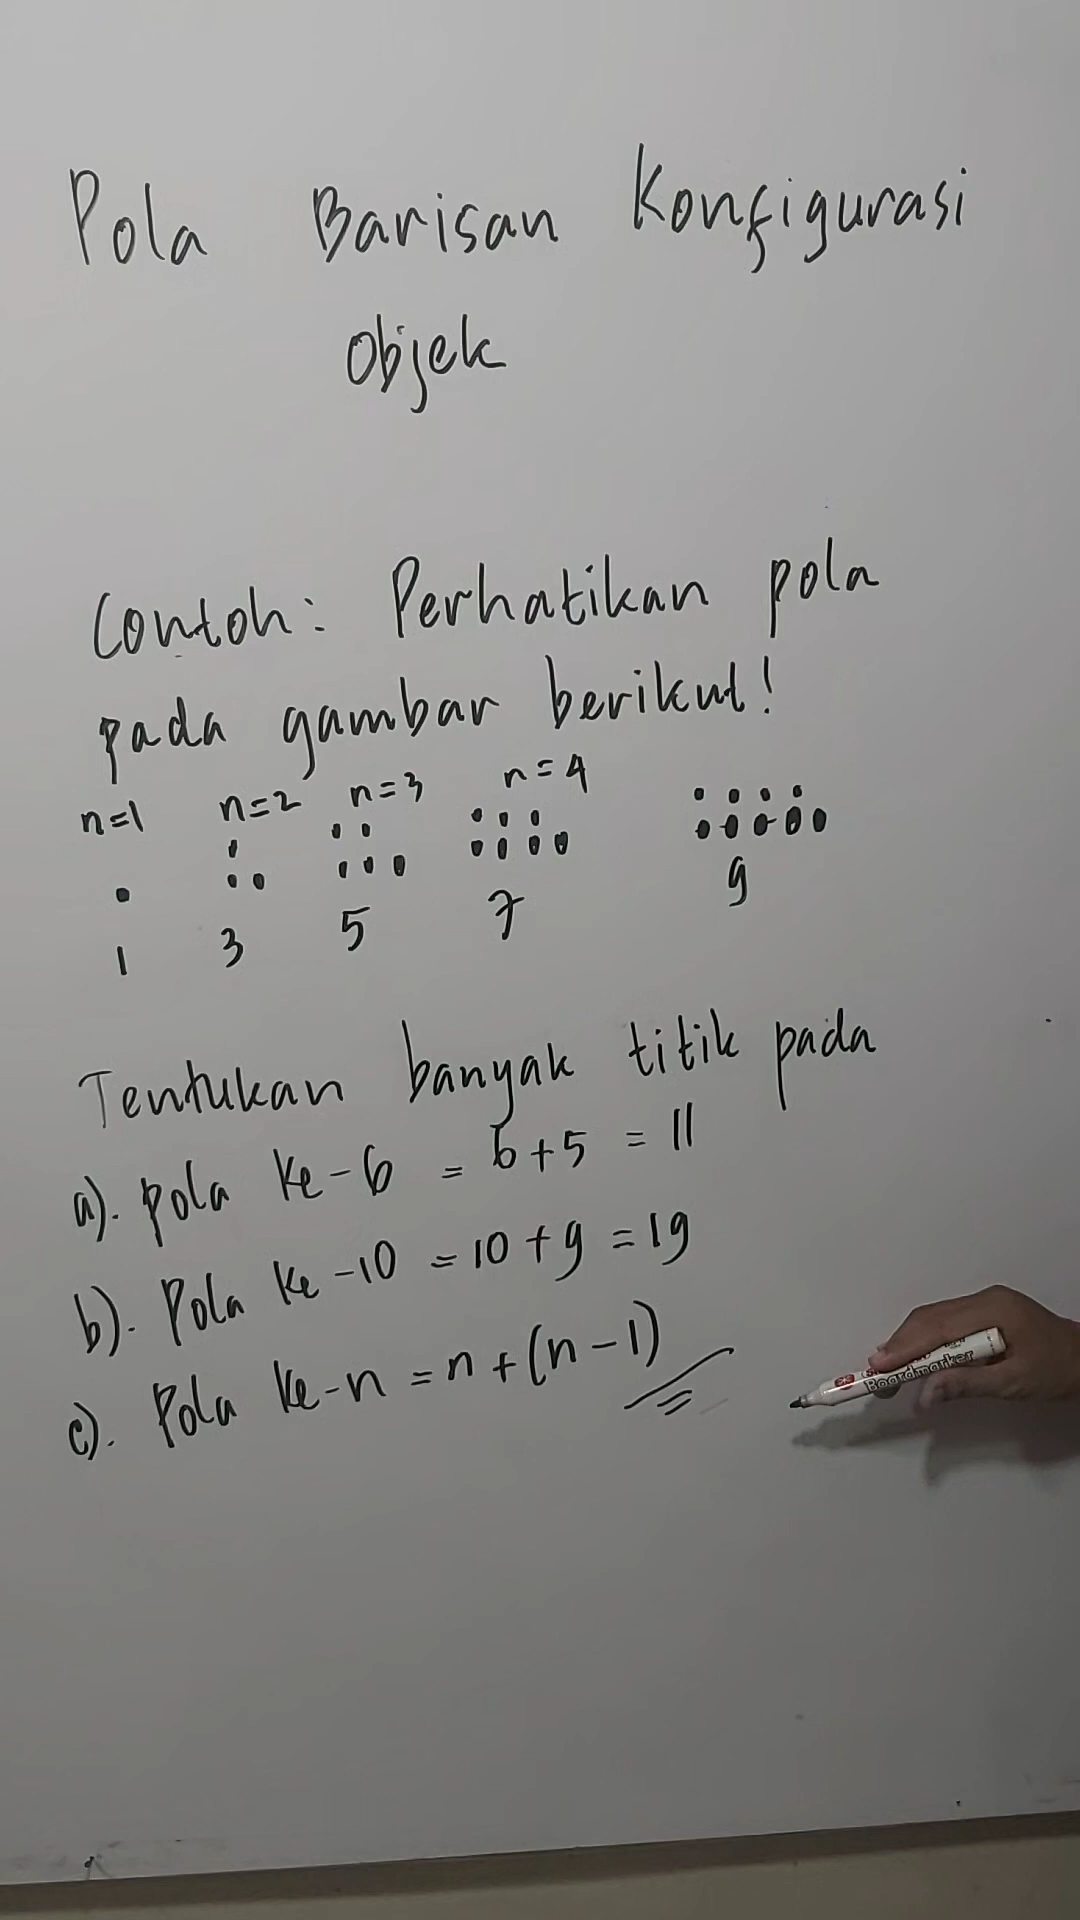 Pola Barisan Konfigurasi
Objek
Contoh: Perhatikan pola
pada gambar berikut!
n=1 n=2 n=3 n=4
1 3 5 7 9
Tentukan banyak titik pada
a). pola ke-6 = 6+5 = 11
b). Pola ke-10 = 10+9 = 19
c). Pola ke-n = n+(n-1)
Boardmarker